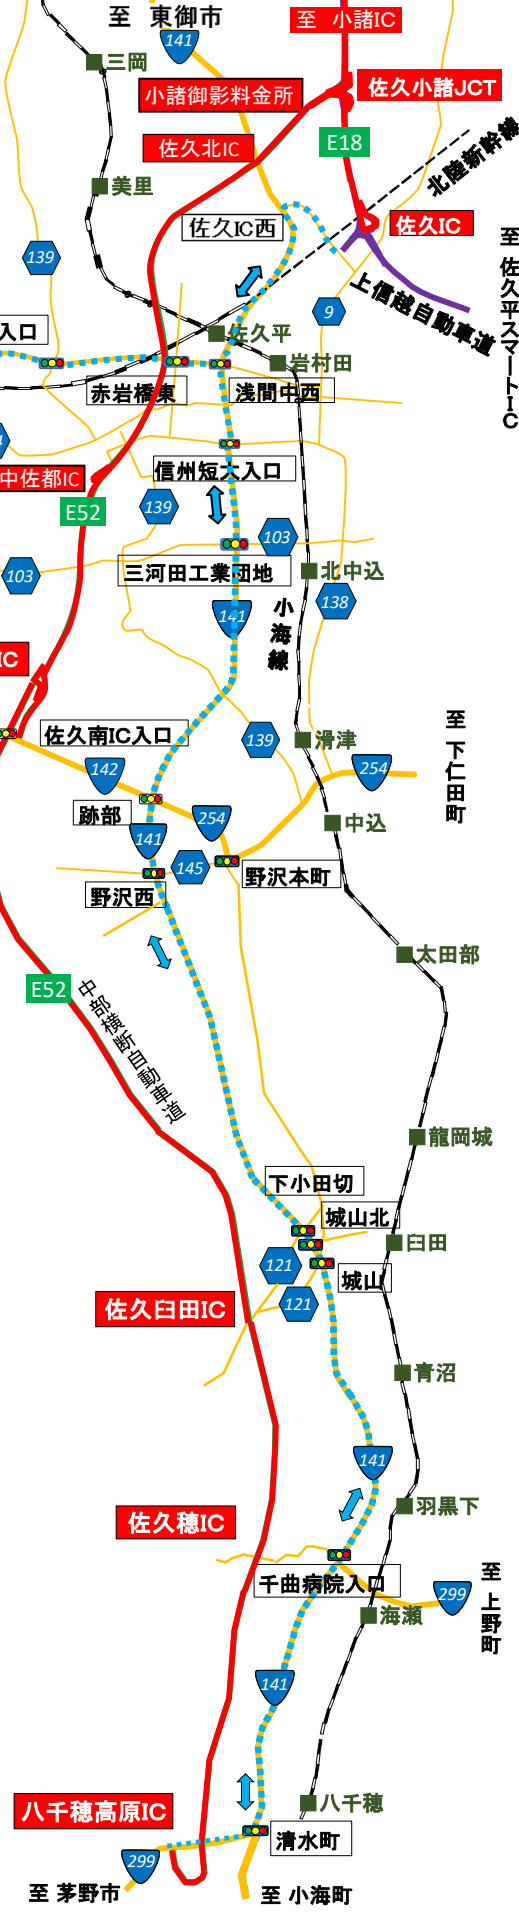 至 東御市
至 小諸IC
141
三岡
佐久小諸JCT
小諸御影料金所
佐久北IC
E18
北陸新幹線
美里
佐久IC西
佐久IC
至 佐久平スマートIC
139
上信越自動車道
9
入口
佐久平
岩村田
赤岩橋東
浅間中西
信州短大入口
中佐都IC
E52
139
103
三河田工業団地
北中込
103
138
小海線
141
IC
佐久南IC入口
139
滑津
至 下仁田町
142
254
跡部
254
中込
141
145
野沢本町
野沢西
太田部
E52
中部横断自動車道
龍岡城
下小田切
城山北
臼田
121
城山
121
佐久臼田IC
青沼
141
羽黒下
佐久穂IC
千曲病院入口
299
至 上野町
海瀬
141
八千穂
八千穂高原IC
清水町
299
至 茅野市
至 小海町